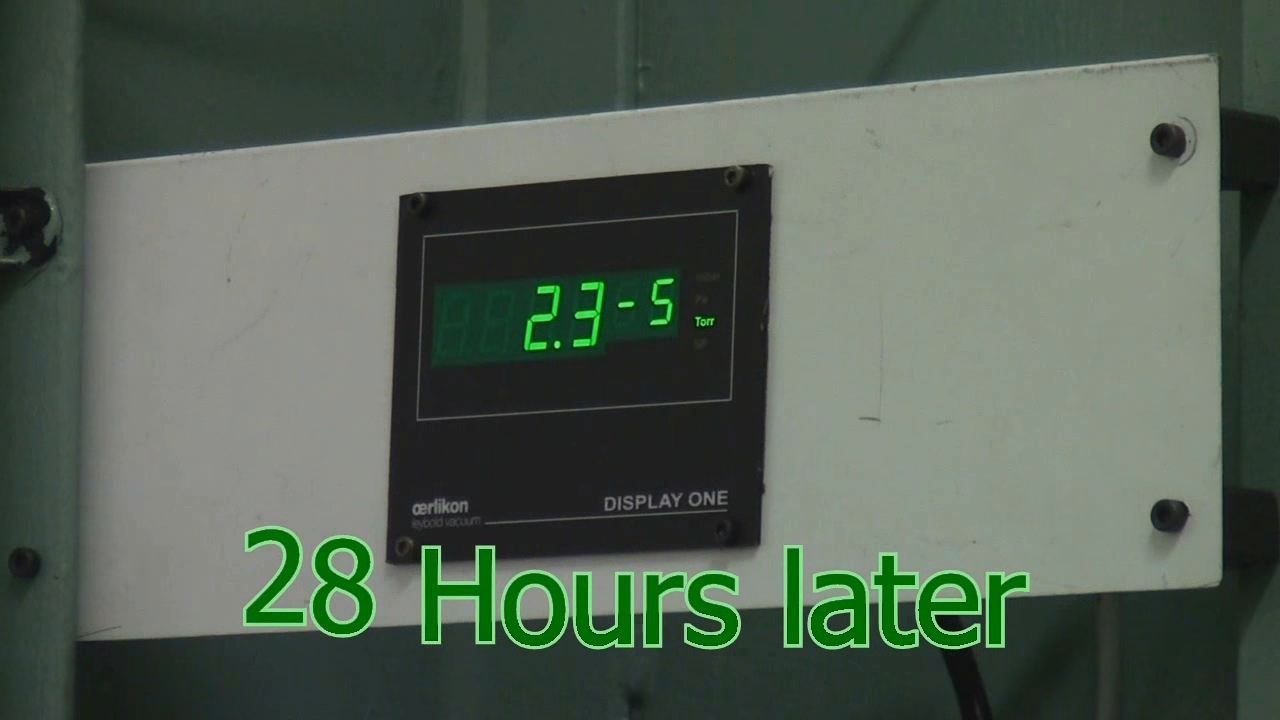 2.3-5
Torr
œrlikon
leybold vacuum
DISPLAY ONE
28 Hours later